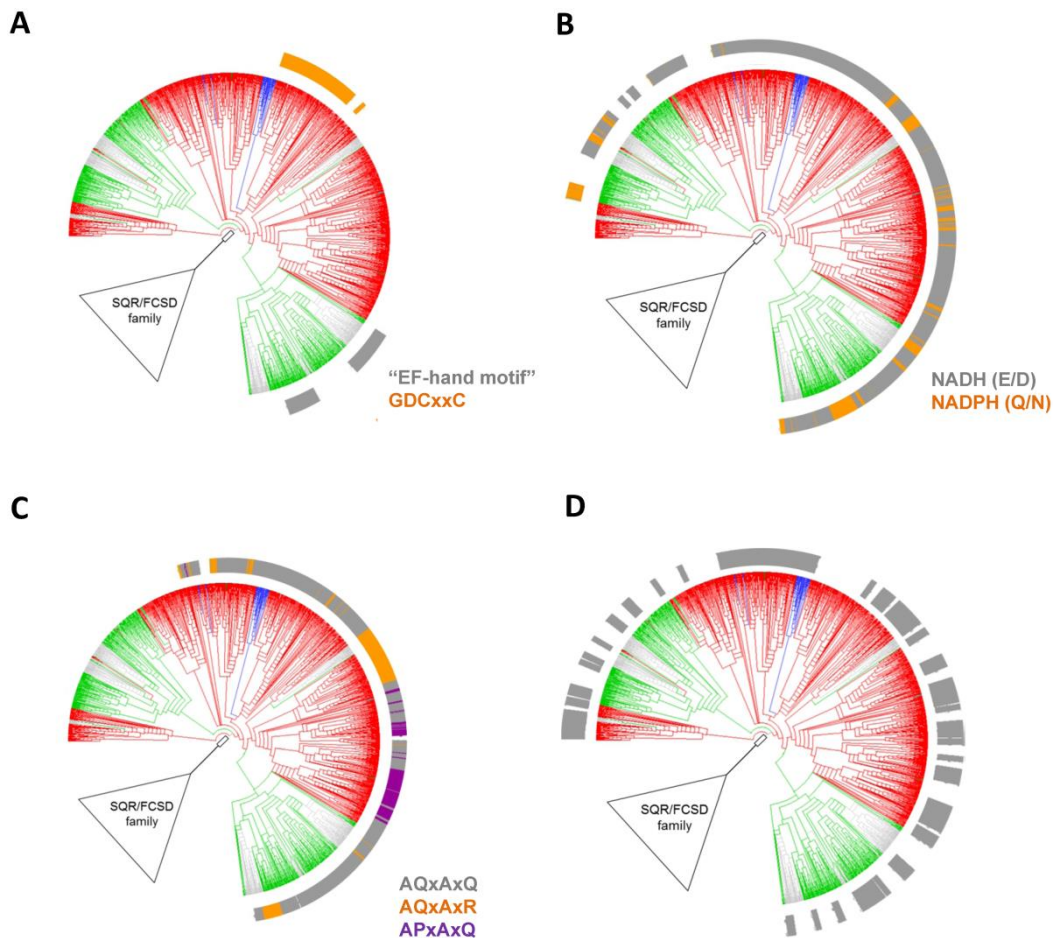 A
SQR/FCSD
family
“EF-hand motif”
GDCxxC
B
SQR/FCSD
family
NADH (E/D)
NADPH (Q/N)
C
SQR/FCSD
family
AQxAxQ
AQxAxR
APxAxQ
D
SQR/FCSD
family